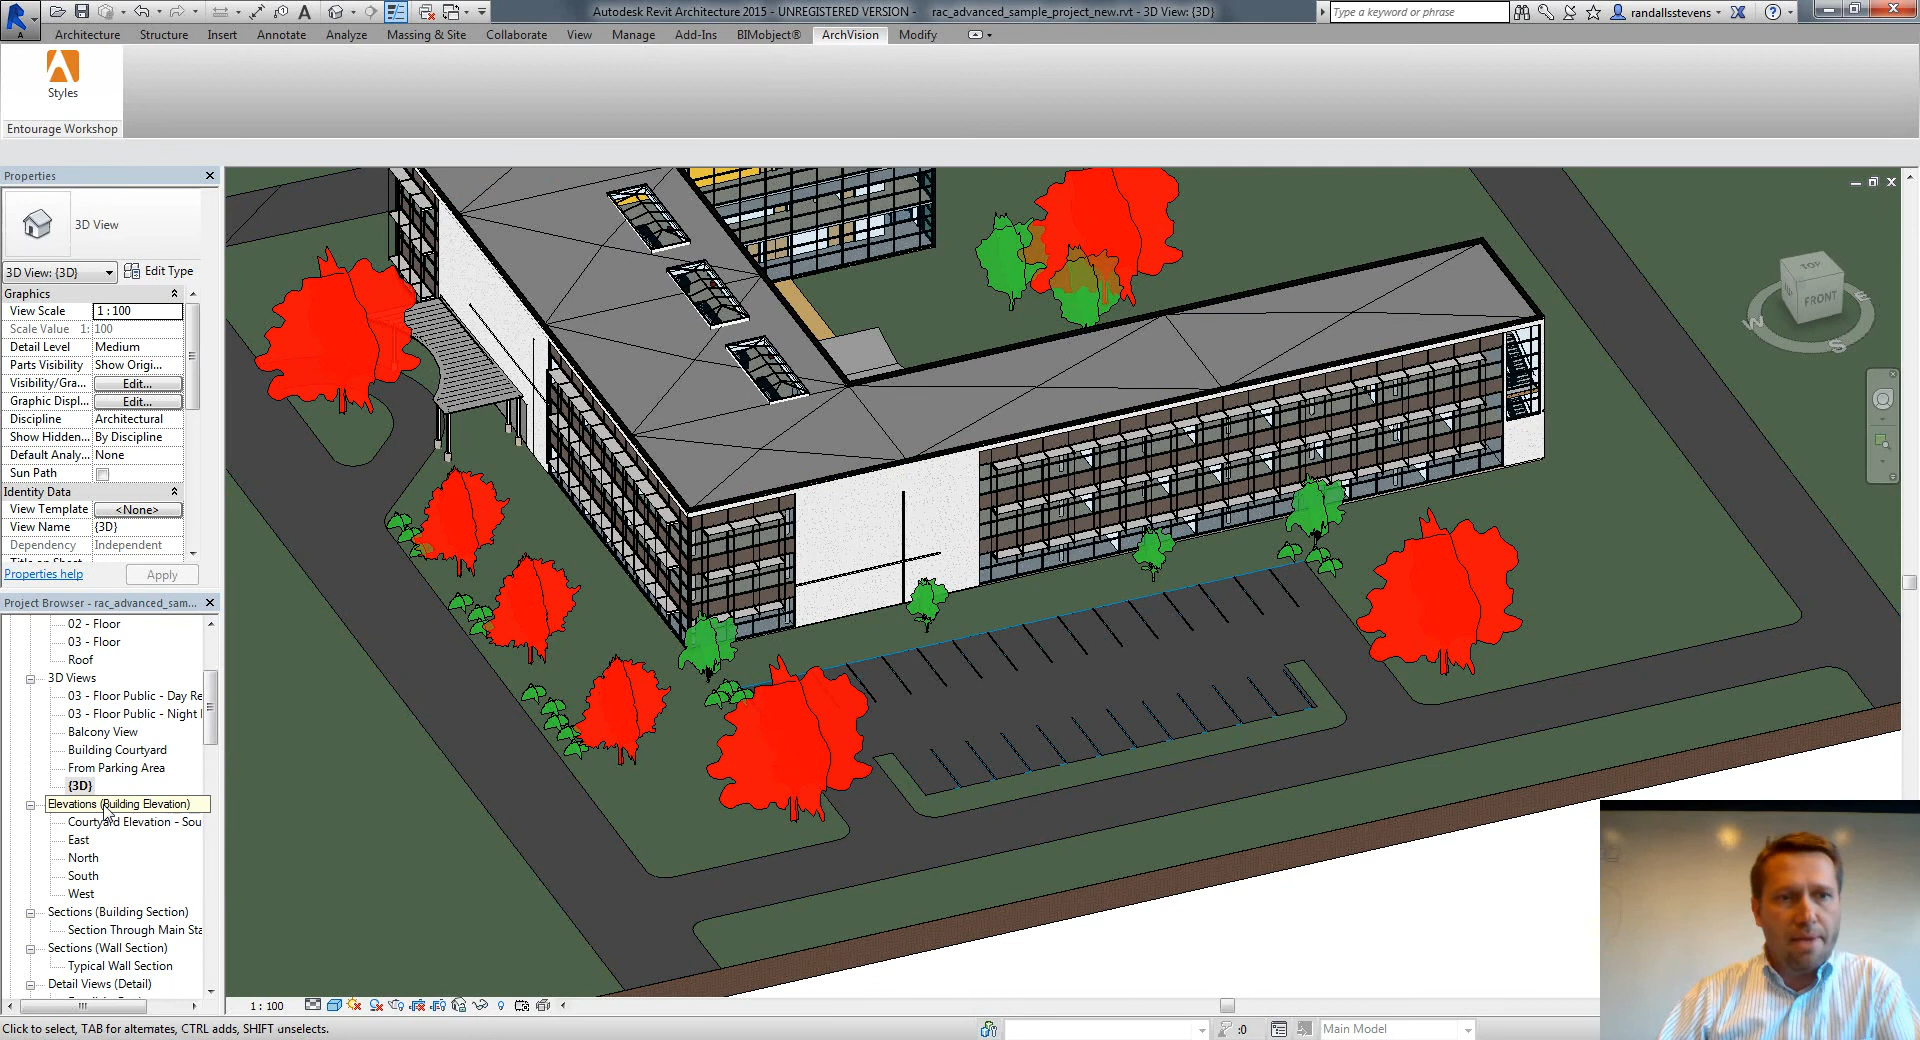 Autodesk Revit Architecture 2015 - UNREGISTERED VERSION - rac_advanced_sample_project_new.rvt - 3D View: {3D}
Type a keyword or phrase
randallsstevens
Architecture Structure Insert Annotate Analyze Massing & Site Collaborate View Manage Add-Ins BIMobject® ArchVision Modify
Styles
Entourage Workshop
Properties
3D View
3D View: {3D}
Edit Type
Graphics
View Scale 1 : 100
Scale Value 1: 100
Detail Level Medium
Parts Visibility Show Origi...
Visibility/Gra... Edit...
Graphic Displ... Edit...
Discipline Architectural
Show Hidden... By Discipline
Default Analy... None
Sun Path
Identity Data
View Template <None>
View Name {3D}
Dependency Independent
Properties help
Apply
Project Browser - rac_advanced_sam...
02 - Floor
03 - Floor
Roof
3D Views
03 - Floor Public - Day Re
03 - Floor Public - Night
Balcony View
Building Courtyard
From Parking Area
{3D}
Elevations (Building Elevation)
Courtyard Elevation - Sou
East
North
South
West
Sections (Building Section)
Section Through Main Sta
Sections (Wall Section)
Typical Wall Section
Detail Views (Detail)
TOP
FRONT
W
S
E
1 : 100
Click to select, TAB for alternates, CTRL adds, SHIFT unselects.
:0
Main Model